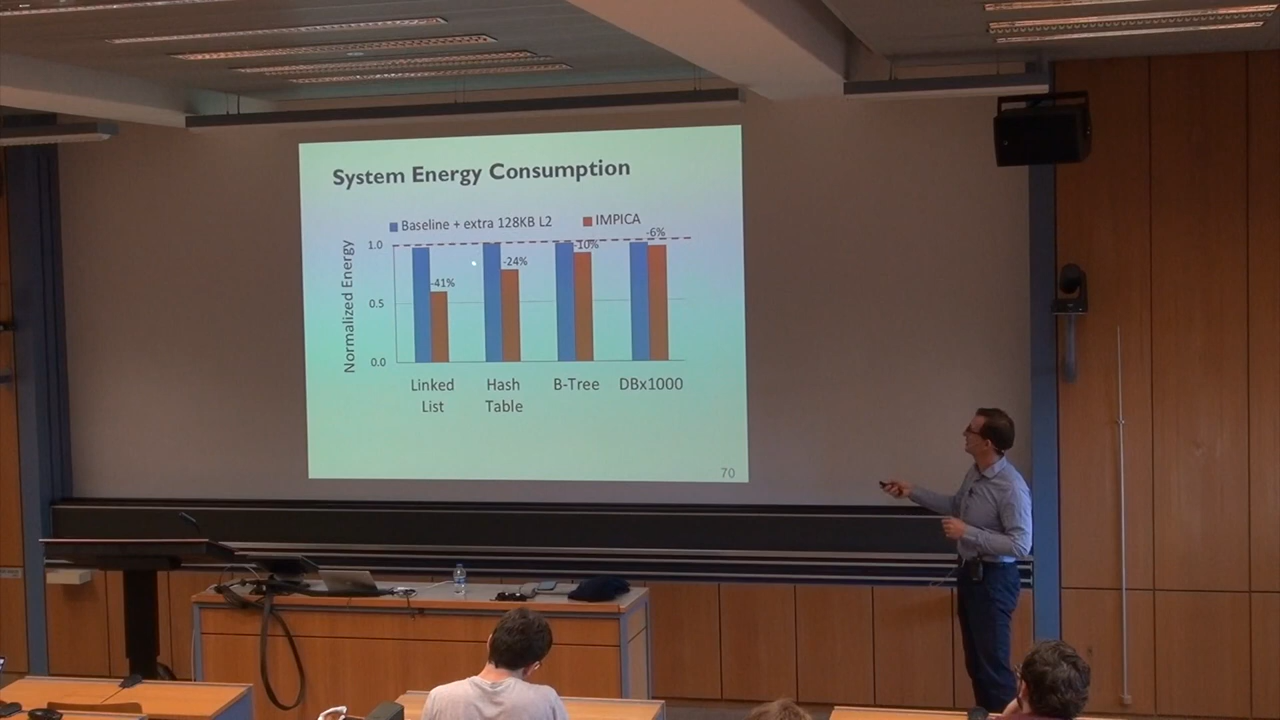 System Energy Consumption
Baseline + extra 128KB L2 IMPICA
Normalized Energy
1.0
0.5
0.0
-41%
-24%
-10%
-6%
Linked List
Hash Table
B-Tree
DBx1000
70